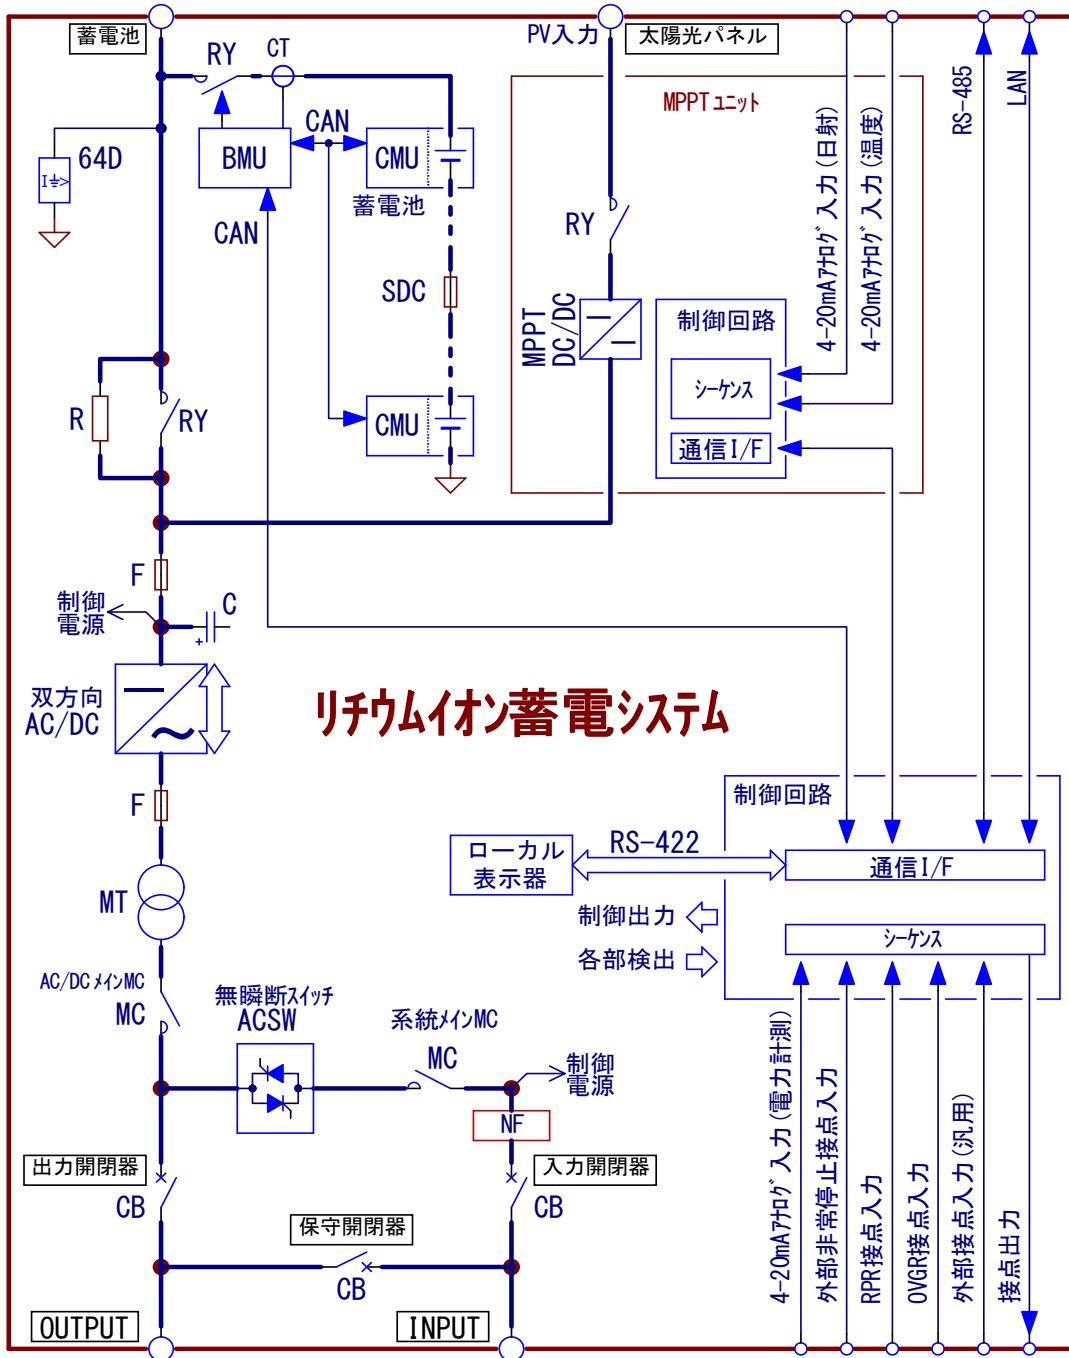 蓄電池
PV入力
太陽光パネル
RY
CT
MPPTユニット
RS-485
LAN
64D
I
BMU
CAN
CMU
蓄電池
4-20mAアナログ入力(日射)
4-20mAアナログ入力(温度)
CAN
RY
SDC
MPPT
DC/DC
制御回路
シーケンス
通信I/F
R
RY
CMU
F
制御
電源
C
+
双方向
AC/DC
リチウムイオン蓄電システム
F
制御回路
ローカル
表示器
RS-422
通信I/F
MT
制御出力
シーケンス
各部検出
AC/DCメインMC
MC
無瞬断スイッチ
ACSW
系統メインMC
MC
制御
電源
NF
出力開閉器
CB
入力開閉器
CB
保守開閉器
CB
4-20mAアナログ入力(電力計測)
外部非常停止接点入力
RPR接点入力
OVGR接点入力
外部接点入力(汎用)
接点出力
OUTPUT
INPUT